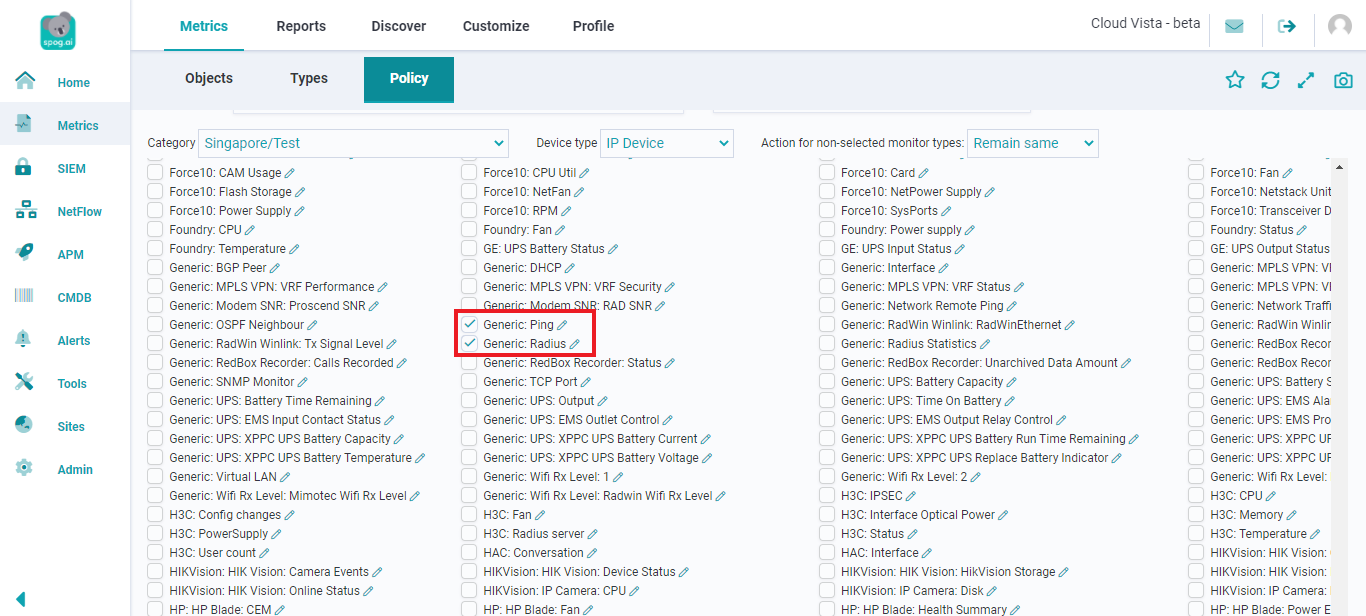 spog.ai
Metrics
Reports
Discover
Customize
Profile
Cloud Vista - beta
Home
Metrics
SIEM
NetFlow
APM
CMDB
Alerts
Tools
Sites
Admin
Objects
Types
Policy
Category Singapore/Test Device type IP Device Action for non-selected monitor types: Remain same
Force10: CAM Usage Force10: CPU Util Force10: Card Force10: Fan
Force10: Flash Storage Force10: NetFan Force10: NetPower Supply Force10: Netstack Unit
Force10: Power Supply Force10: RPM Force10: SysPorts Force10: Transceiver D
Foundry: CPU Foundry: Fan Foundry: Power supply Foundry: Status
Foundry: Temperature GE: UPS Battery Status GE: UPS Input Status GE: UPS Output Status
Generic: BGP Peer Generic: DHCP Generic: Interface Generic: MPLS VPN:
Generic: MPLS VPN: VRF Performance Generic: MPLS VPN: VRF Security Generic: MPLS VPN: VRF Status Generic: Modem SNR:
Generic: Modem SNR: Proscend SNR Generic: Modem SNR: RAD SNR Generic: Network Remote Ping Generic: Network Traffi
Generic: OSPF Neighbour Generic: Ping Generic: RadWin Winlink: RadWinEthernet Generic: RadWin Winlin
Generic: RadWin Winlink: Tx Signal Level Generic: Radius Generic: Radius Statistics Generic: RedBox Recor
Generic: RedBox Recorder: Calls Recorded Generic: RedBox Recorder: Status Generic: RedBox Recorder: Unarchived Data Amount Generic: RedBox Recor
Generic: SNMP Monitor Generic: TCP Port Generic: UPS: Battery Capacity Generic: UPS: Battery S
Generic: UPS: Battery Time Remaining Generic: UPS: Output Generic: UPS: Time On Battery Generic: UPS: EMS Ala
Generic: UPS: EMS Input Contact Status Generic: UPS: EMS Outlet Control Generic: UPS: EMS Output Relay Control Generic: UPS: EMS Pro
Generic: UPS: XPPC UPS Battery Capacity Generic: UPS: XPPC UPS Battery Current Generic: UPS: XPPC UPS Battery Run Time Remaining Generic: UPS: XPPC
Generic: UPS: XPPC UPS Battery Temperature Generic: UPS: XPPC UPS Battery Voltage Generic: UPS: XPPC UPS Replace Battery Indicator Generic: UPS: XPPC
Generic: Virtual LAN Generic: Wifi Rx Level: 1 Generic: Wifi Rx Level: 2 Generic: Wifi Rx Level:
Generic: Wifi Rx Level: Mimotec Wifi Rx Level Generic: Wifi Rx Level: Radwin Wifi Rx Level H3C: IPSEC H3C: CPU
H3C: Config changes H3C: Fan H3C: Interface Optical Power H3C: Memory
H3C: PowerSupply H3C: Radius server H3C: Status H3C: Temperature
H3C: User count HAC: Conversation HAC: Interface HIKVision: HIK Vision:
HIKVision: HIK Vision: Camera Events HIKVision: HIK Vision: Device Status HIKVision: HIK Vision: HikVision Storage HIKVision: HIK Vision:
HIKVision: HIK Vision: Online Status HIKVision: IP Camera: CPU HIKVision: IP Camera: Disk HIKVision: IP Camera:
HP: HP Blade: CEM HP: HP Blade: Fan HP: HP Blade: Health Summary HP: HP Blade: Power E